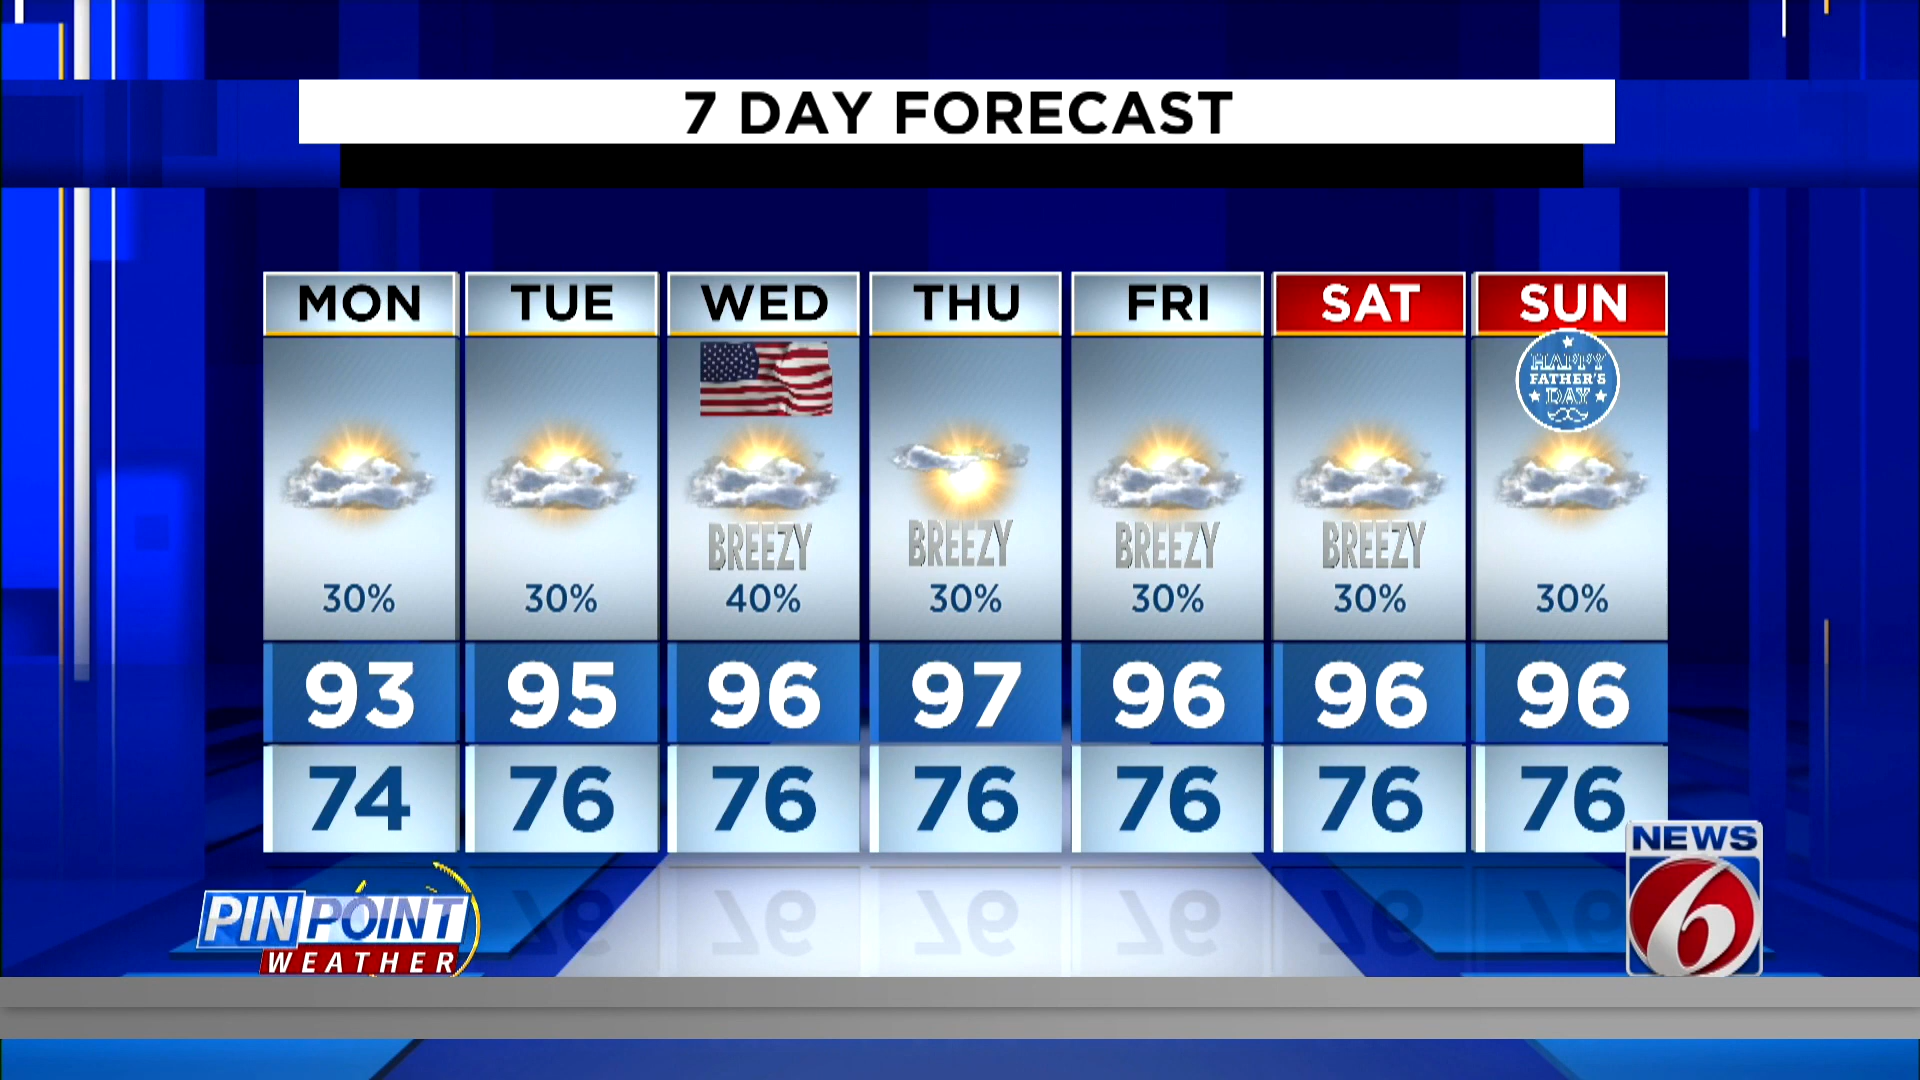 7 DAY FORECAST
MON TUE WED THU FRI SAT SUN
HAPPY
FATHER'S
DAY
BREEZY BREEZY BREEZY BREEZY
30% 30% 40% 30% 30% 30% 30%
93 95 96 97 96 96 96
74 76 76 76 76 76 76
NEWS
6
PINPOINT
WEATHER